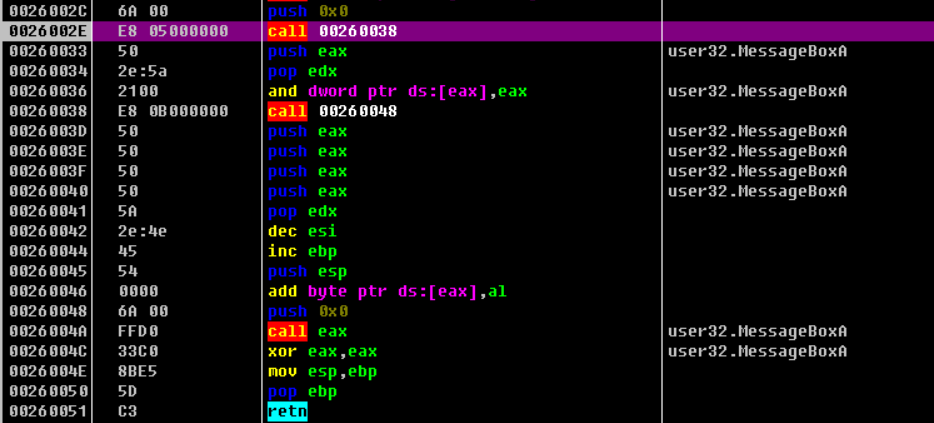 0026002C 6A 00 push 0x0
0026002E E8 05000000 call 00260038
00260033 50 push eax user32.MessageBoxA
00260034 2e:5a pop edx
00260036 2100 and dword ptr ds:[eax],eax user32.MessageBoxA
00260038 E8 0B000000 call 00260048
0026003D 50 push eax user32.MessageBoxA
0026003E 50 push eax user32.MessageBoxA
0026003F 50 push eax user32.MessageBoxA
00260040 50 push eax user32.MessageBoxA
00260041 5A pop edx
00260042 2e:4e dec esi
00260044 45 inc ebp
00260045 54 push esp
00260046 0000 add byte ptr ds:[eax],al
00260048 6A 00 push 0x0
0026004A FFD0 call eax user32.MessageBoxA
0026004C 33C0 xor eax,eax user32.MessageBoxA
0026004E 8BE5 mov esp,ebp
00260050 5D pop ebp
00260051 C3 retn